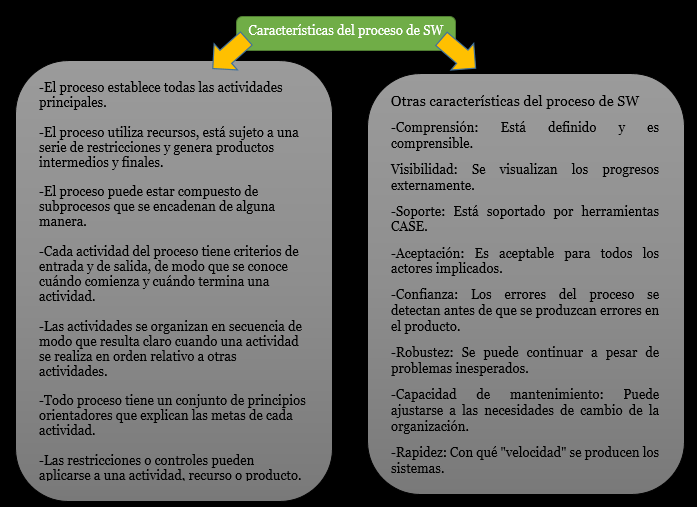 Características del proceso de SW
-El proceso establece todas las actividades
principales.
-El proceso utiliza recursos, está sujeto a una
serie de restricciones y genera productos
intermedios y finales.
-El proceso puede estar compuesto de
subprocesos que se encadenan de alguna
manera.
-Cada actividad del proceso tiene criterios de
entrada y de salida, de modo que se conoce
cuándo comienza y cuándo termina una
actividad.
-Las actividades se organizan en secuencia de
modo que resulta claro cuando una actividad
se realiza en orden relativo a otras
actividades.
-Todo proceso tiene un conjunto de principios
orientadores que explican las metas de cada
actividad.
-Las restricciones o controles pueden
aplicarse a una actividad, recurso o producto.
Otras características del proceso de SW
-Comprensión: Está definido y es
comprensible.
Visibilidad: Se visualizan los progresos
externamente.
-Soporte: Está soportado por herramientas
CASE.
-Aceptación: Es aceptable para todos los
actores implicados.
-Confianza: Los errores del proceso se
detectan antes de que se produzcan errores en
el producto.
-Robustez: Se puede continuar a pesar de
problemas inesperados.
-Capacidad de mantenimiento: Puede
ajustarse a las necesidades de cambio de la
organización.
-Rapidez: Con qué "velocidad" se producen los
sistemas.